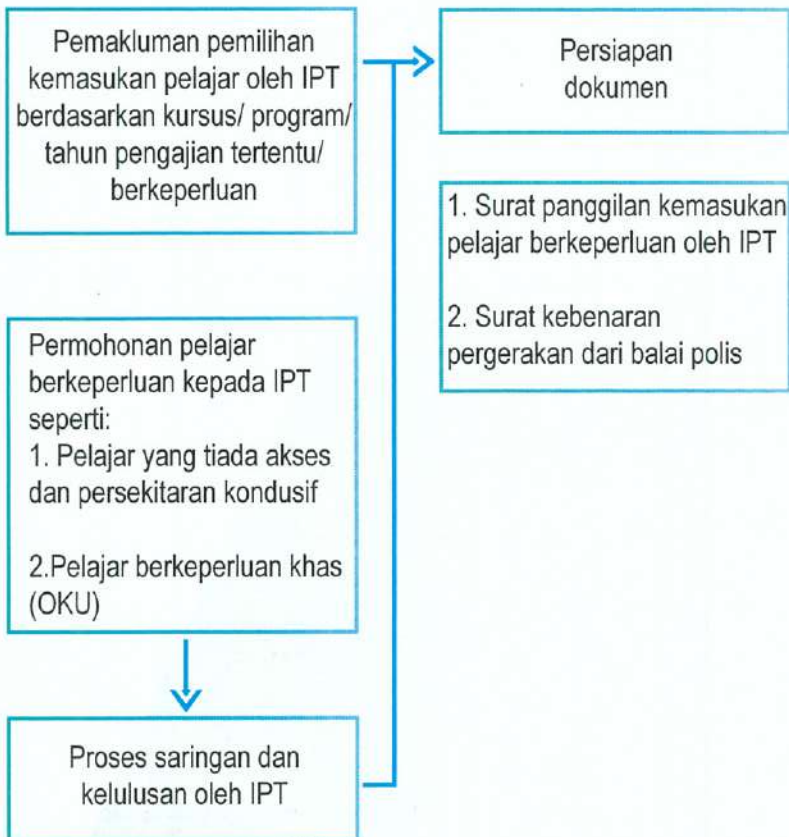 Pemakluman pemilihan
kemasukan pelajar oleh IPT
berdasarkan kursus/ program/
tahun pengajian tertentu/
berkeperluan
Persiapan
dokumen
1. Surat panggilan kemasukan
pelajar berkeperluan oleh IPT
2. Surat kebenaran
pergerakan dari balai polis
Permohonan pelajar
berkeperluan kepada IPT
seperti:
1. Pelajar yang tiada akses
dan persekitaran kondusif
2.Pelajar berkeperluan khas
(OKU)
Proses saringan dan
kelulusan oleh IPT